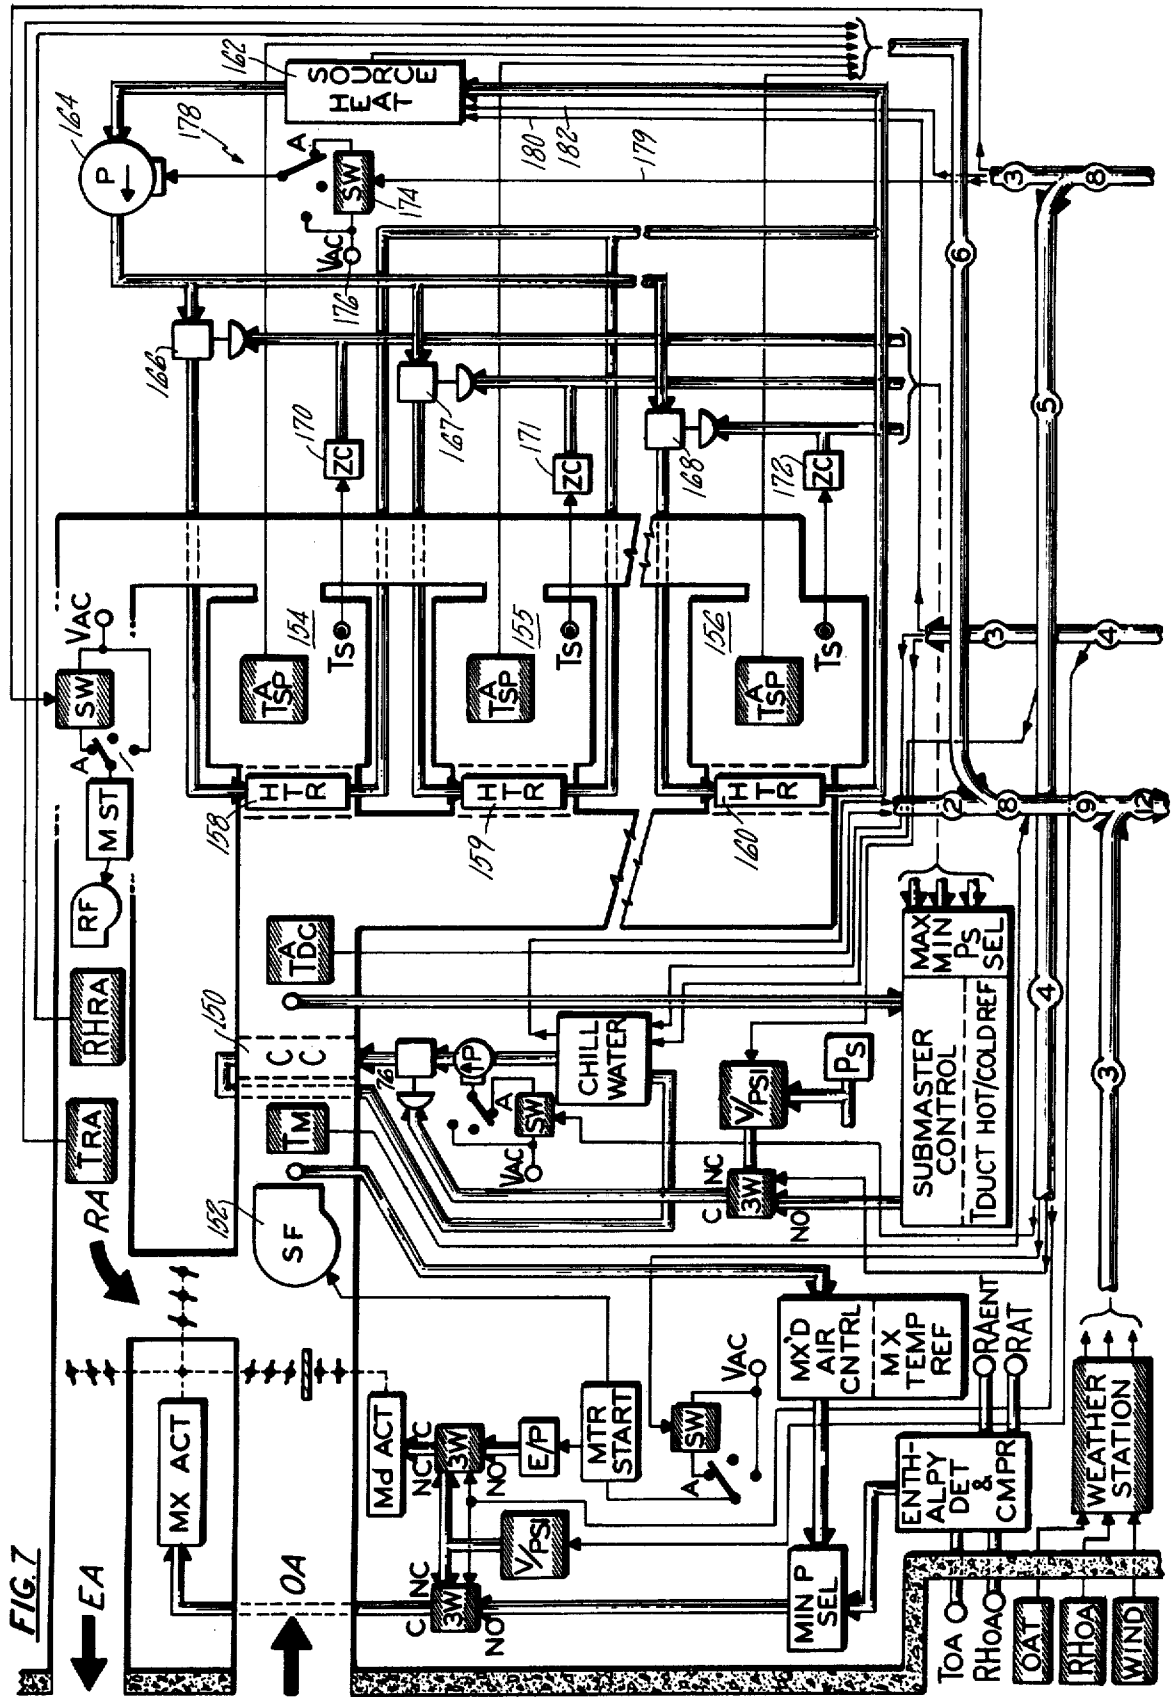 FIG. 7
EA
OA
RA
MX ACT
Md ACT
C
NC
3W
NO
NC
C
3W
NO
V/PSI
E/P
MTR
START
SW
A
VAC
MIN P
SEL
MX'D
AIR
CNTRL
MX
TEMP
REF
ENTH-
ALPY
DET
&
CMPR
RAENT
RAT
TOA
RHOA
OAT
RHOA
WIND
WEATHER
STATION
3
SF
152
TM
TRA
RHRA
RF
M ST
A
SW
VAC
C
C
150
TDC
A
76
P
A
SW
VAC
CHILL
WATER
V/PSI
PS
C
NC
3W
NO
SUBMASTER
CONTROL
TDUCT HOT/COLD REF
MAX
MIN
PS
SEL
4
5
6
2
8
9
12
3
4
3
8
HTR
158
HTR
159
HTR
160
A
TSP
154
TS
A
TSP
155
TS
A
TSP
156
TS
ZC
170
ZC
171
ZC
172
166
167
168
P
164
178
SOURCE
HEAT
162
A
SW
174
VAC
176
179
180
182